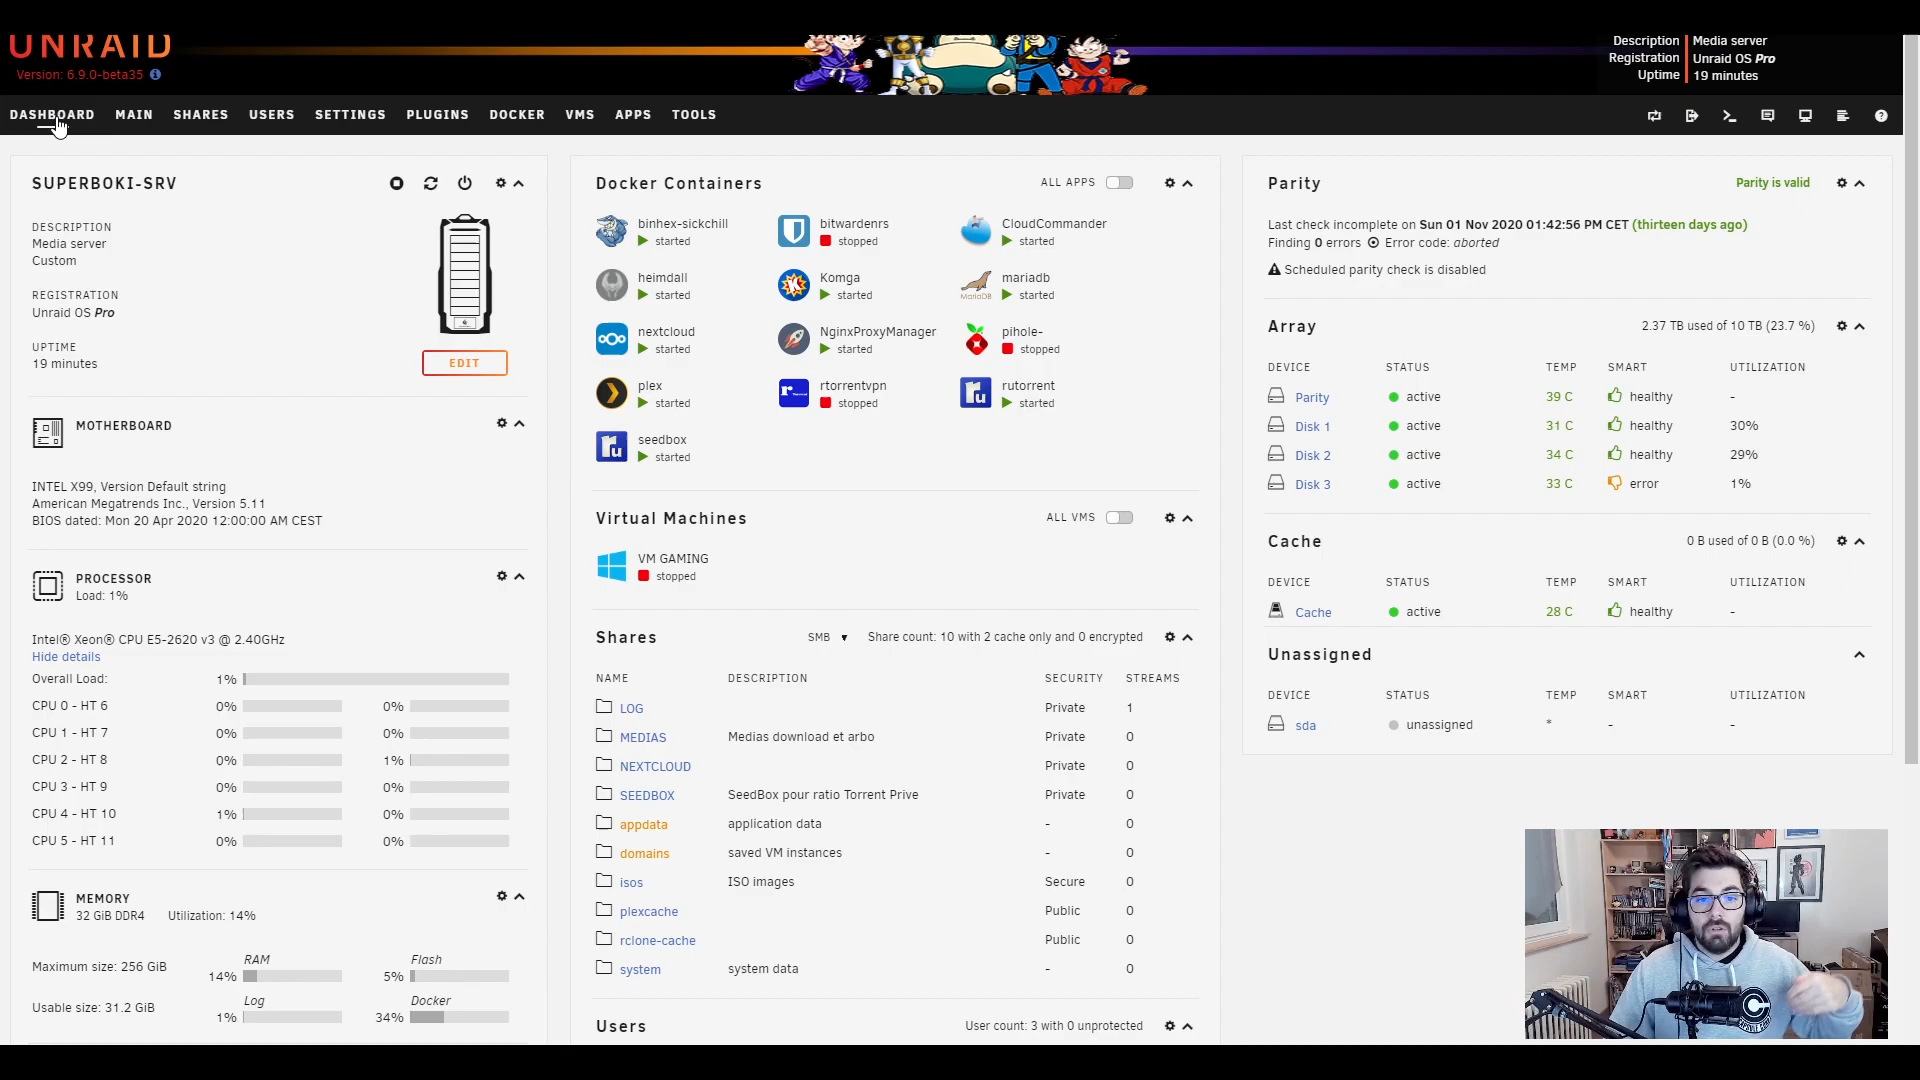 UNRAID
Version: 6.9.0-beta35
Description Media server
Registration Unraid OS Pro
Uptime 19 minutes
DASHBOARD MAIN SHARES USERS SETTINGS PLUGINS DOCKER VMS APPS TOOLS
SUPERBOKI-SRV
DESCRIPTION
Media server
Custom
REGISTRATION
Unraid OS Pro
UPTIME
19 minutes
EDIT
MOTHERBOARD
INTEL X99, Version Default string
American Megatrends Inc., Version 5.11
BIOS dated: Mon 20 Apr 2020 12:00:00 AM CEST
PROCESSOR
Load: 1%
Intel® Xeon® CPU E5-2620 v3 @ 2.40GHz
Hide details
Overall Load: 1%
CPU 0 - HT 6 0% 0%
CPU 1 - HT 7 0% 0%
CPU 2 - HT 8 0% 1%
CPU 3 - HT 9 0% 0%
CPU 4 - HT 10 1% 0%
CPU 5 - HT 11 0% 0%
MEMORY
32 GiB DDR4 Utilization: 14%
RAM Flash
Maximum size: 256 GiB 14% 5%
Log Docker
Usable size: 31.2 GiB 1% 34%
Docker Containers ALL APPS
binhex-sickchill bitwardenrs CloudCommander
started stopped started
heimdall Komga mariadb
started started started
nextcloud NginxProxyManager pihole-
started started stopped
plex rtorrentvpn rutorrent
started stopped started
seedbox
started
Virtual Machines ALL VMS
VM GAMING
stopped
Shares SMB Share count: 10 with 2 cache only and 0 encrypted
NAME DESCRIPTION SECURITY STREAMS
LOG Private 1
MEDIAS Medias download et arbo Private 0
NEXTCLOUD Private 0
SEEDBOX SeedBox pour ratio Torrent Prive Private 0
appdata application data - 0
domains saved VM instances - 0
isos ISO images Secure 0
plexcache Public 0
rclone-cache Public 0
system system data - 0
Users User count: 3 with 0 unprotected
Parity Parity is valid
Last check incomplete on Sun 01 Nov 2020 01:42:56 PM CET (thirteen days ago)
Finding 0 errors Error code: aborted
Scheduled parity check is disabled
Array 2.37 TB used of 10 TB (23.7 %)
DEVICE STATUS TEMP SMART UTILIZATION
Parity active 39 C healthy -
Disk 1 active 31 C healthy 30%
Disk 2 active 34 C healthy 29%
Disk 3 active 33 C error 1%
Cache 0 B used of 0 B (0.0 %)
DEVICE STATUS TEMP SMART UTILIZATION
Cache active 28 C healthy -
Unassigned
DEVICE STATUS TEMP SMART UTILIZATION
sda unassigned * - -